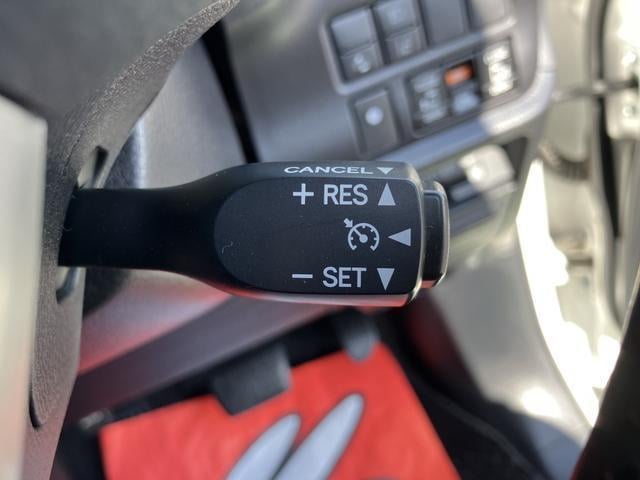 CANCEL▼
+ RES ▲
◀
− SET ▼